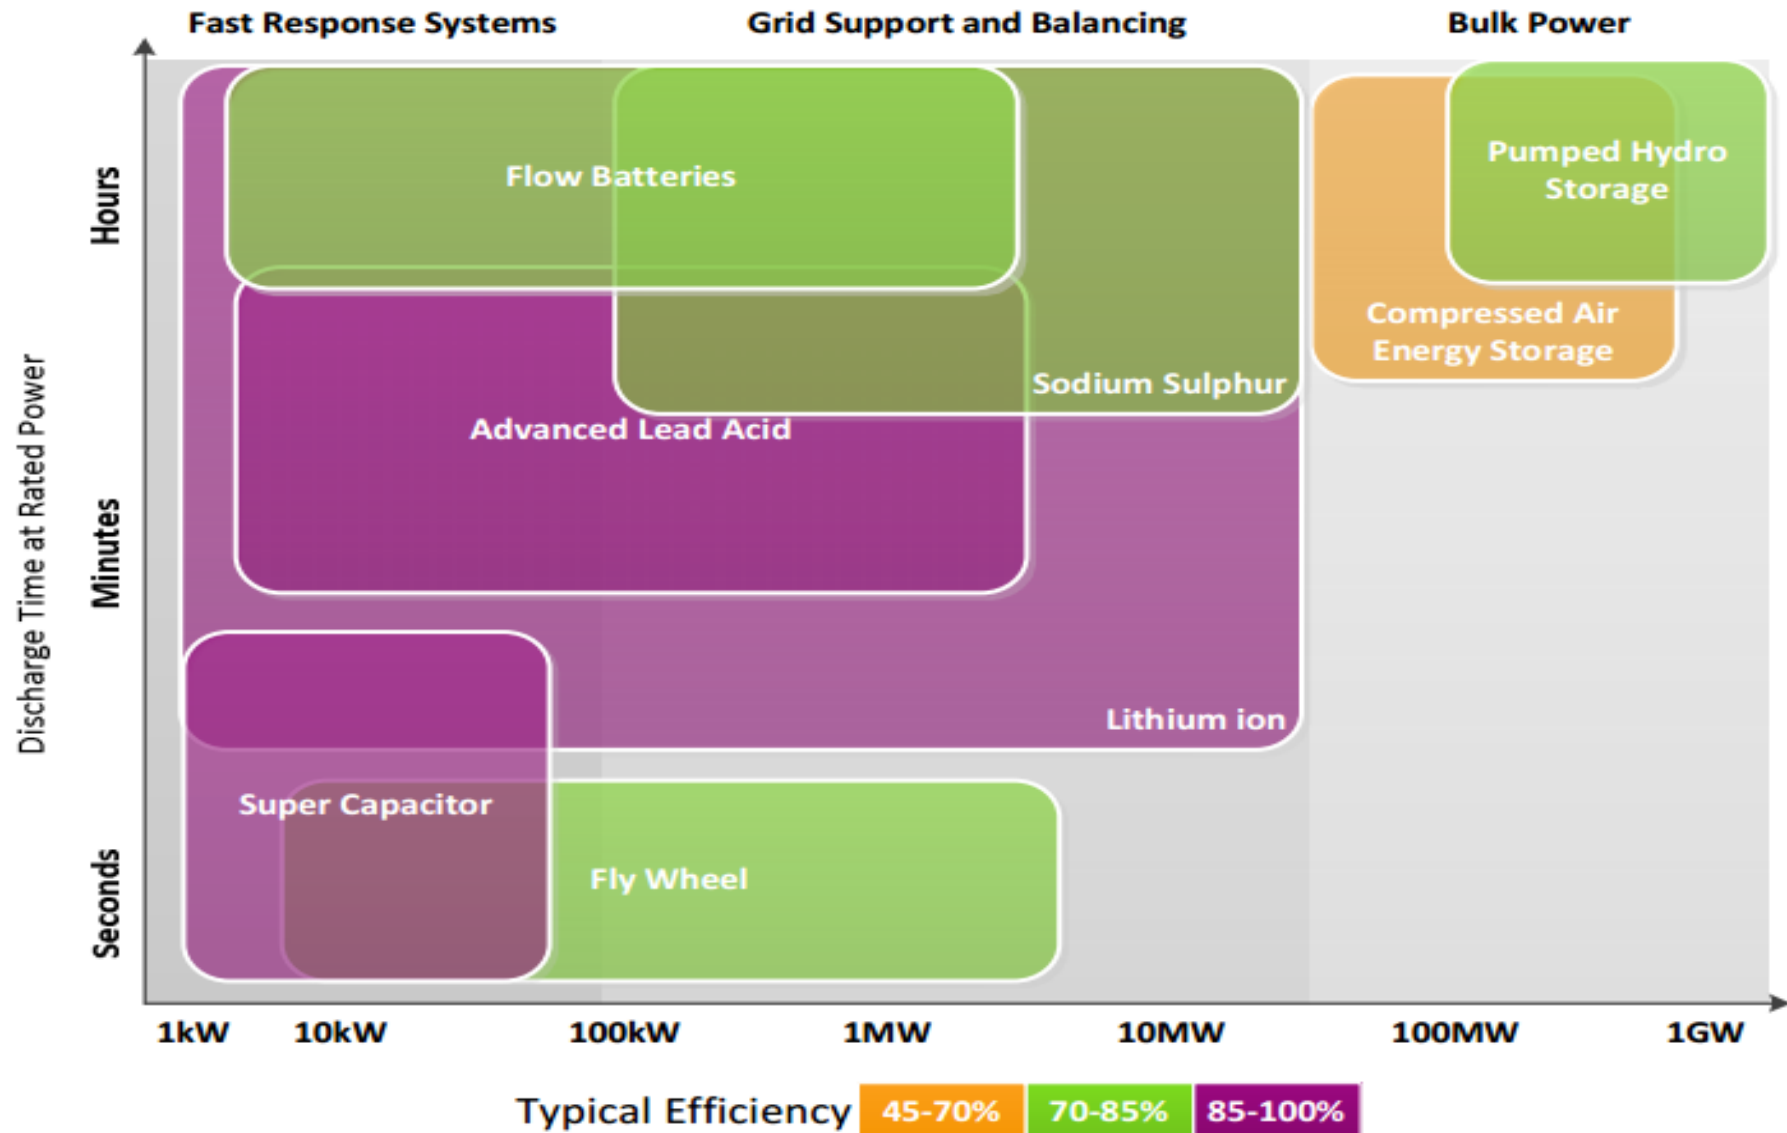 Fast Response Systems
Grid Support and Balancing
Bulk Power
Discharge Time at Rated Power
Hours
Minutes
Seconds
Flow Batteries
Pumped Hydro
Storage
Compressed Air
Energy Storage
Sodium Sulphur
Advanced Lead Acid
Lithium ion
Super Capacitor
Fly Wheel
1kW 10kW 100kW 1MW 10MW 100MW 1GW
Typical Efficiency 45-70% 70-85% 85-100%